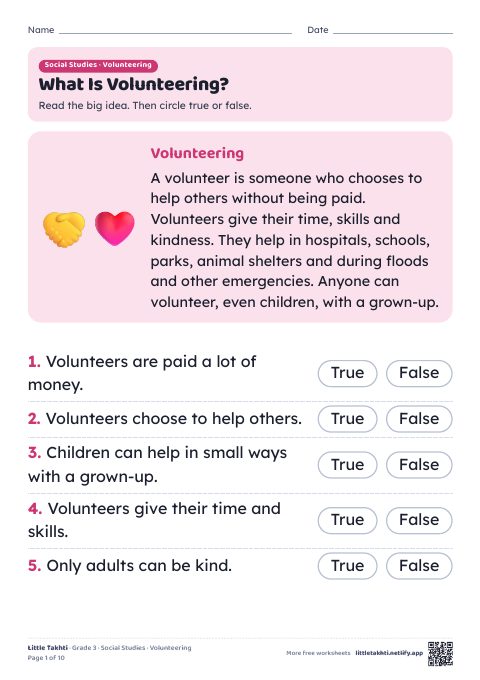 Name Date
Social Studies · Volunteering
What Is Volunteering?
Read the big idea. Then circle true or false.
Volunteering
A volunteer is someone who chooses to
help others without being paid.
Volunteers give their time, skills and
kindness. They help in hospitals, schools,
parks, animal shelters and during floods
and other emergencies. Anyone can
volunteer, even children, with a grown-up.
1. Volunteers are paid a lot of
money.
True False
2. Volunteers choose to help others. True False
3. Children can help in small ways
with a grown-up.
True False
4. Volunteers give their time and
skills.
True False
5. Only adults can be kind. True False
Little Takhti · Grade 3 · Social Studies · Volunteering
Page 1 of 10
More free worksheets littletakhti.netlify.app